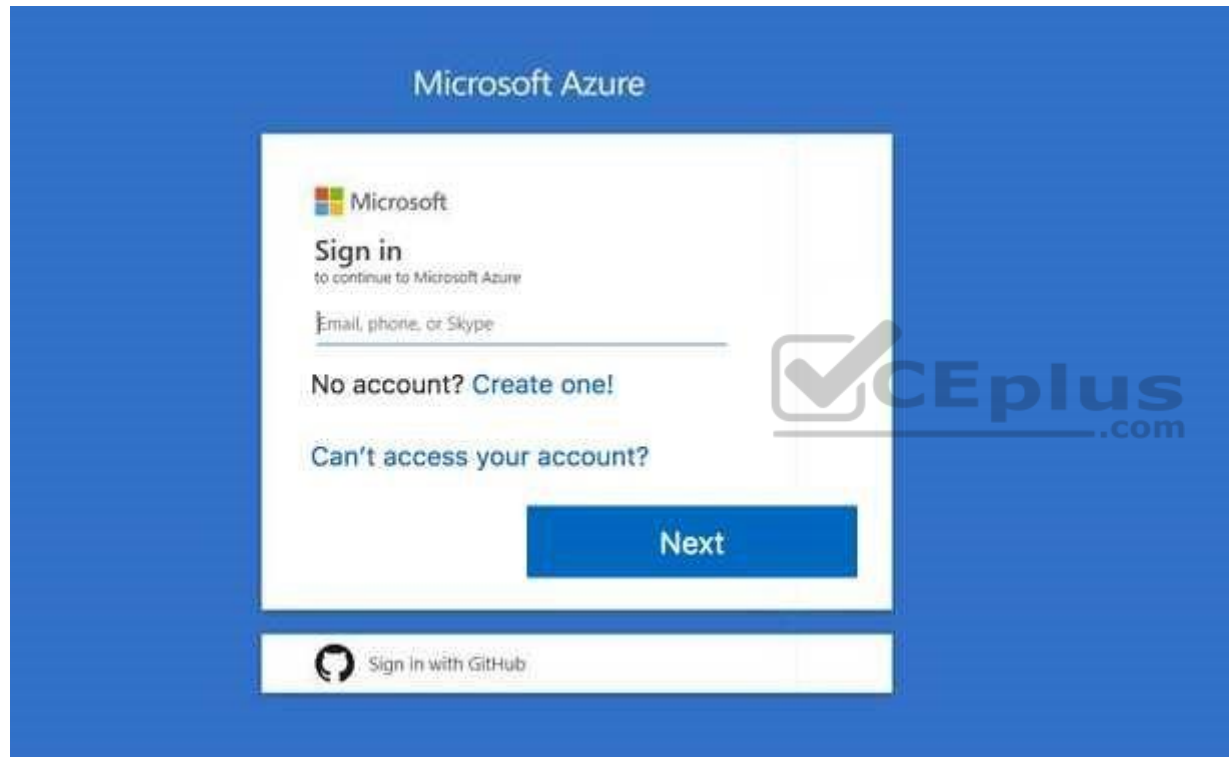 Microsoft Azure
Microsoft
Sign in
to continue to Microsoft Azure
Email, phone, or Skype
No account? Create one!
CEplus
.com
Can't access your account?
Next
Sign in with GitHub